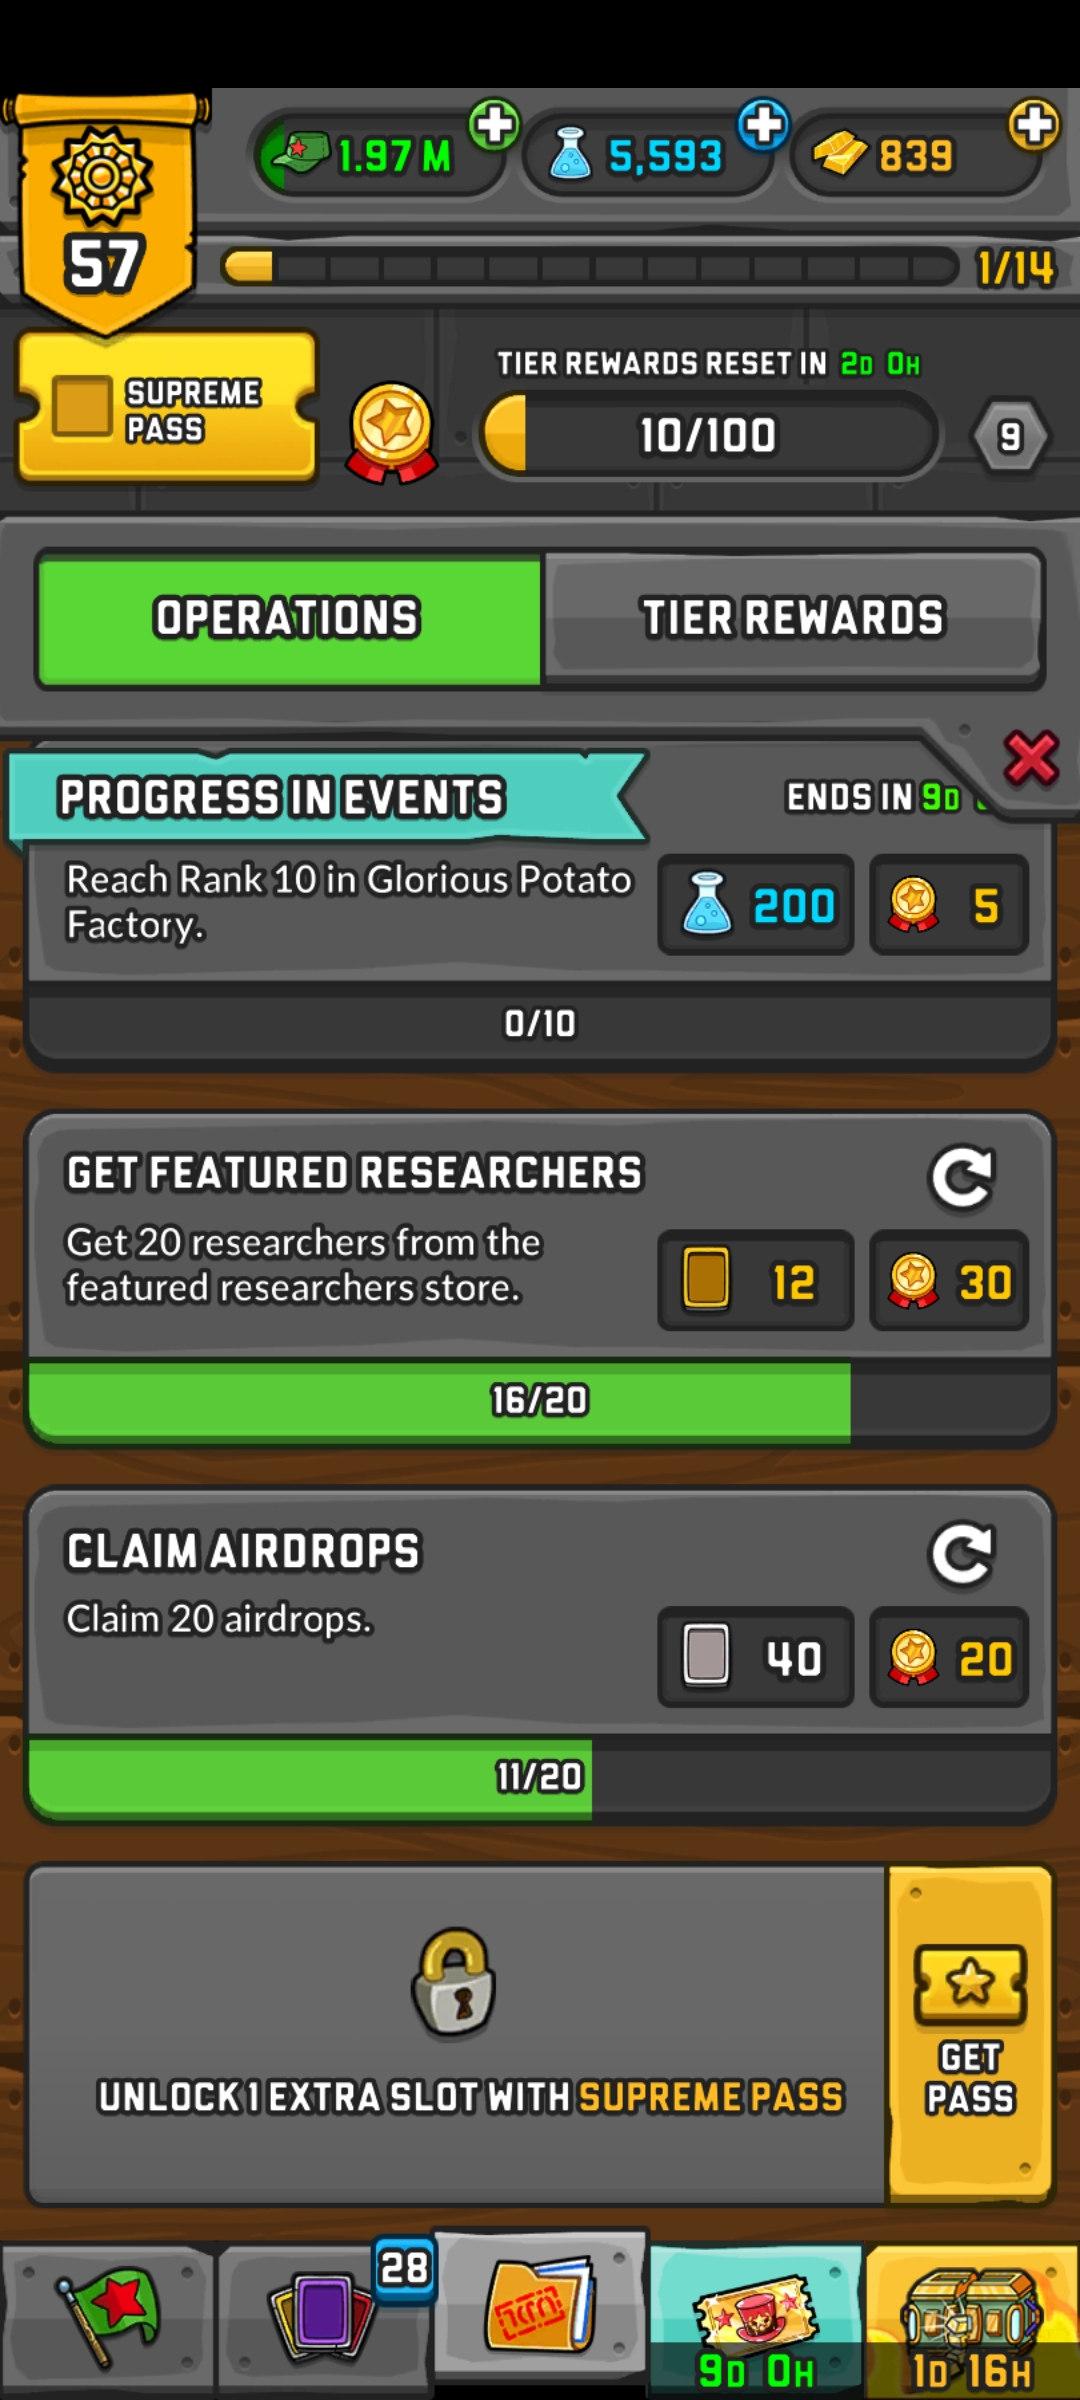 1.97 M
5,593
839
57
1/14
SUPREME
PASS
TIER REWARDS RESET IN 2D 0H
10/100
9
OPERATIONS
TIER REWARDS
PROGRESS IN EVENTS
ENDS IN 9D
Reach Rank 10 in Glorious Potato
Factory.
200
5
0/10
GET FEATURED RESEARCHERS
Get 20 researchers from the
featured researchers store.
12
30
16/20
CLAIM AIRDROPS
Claim 20 airdrops.
40
20
11/20
UNLOCK 1 EXTRA SLOT WITH SUPREME PASS
GET
PASS
28
9D 0H
1D 16H